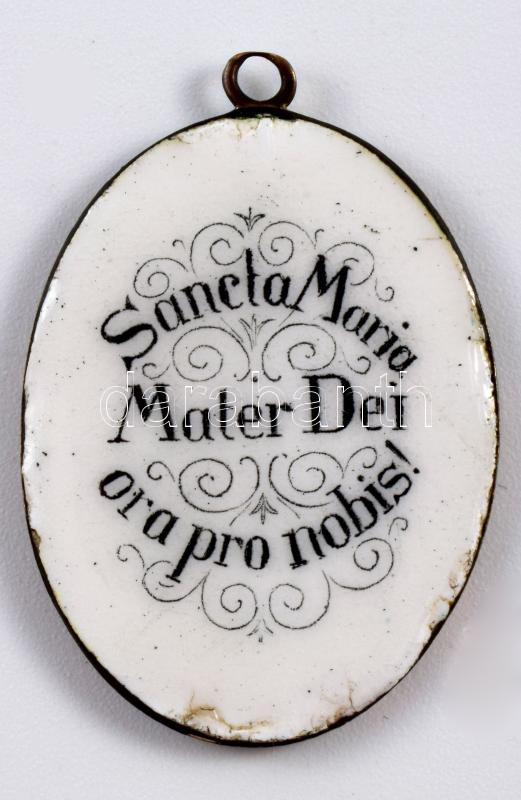 Sancta Maria
Mater Dei
darabanth
ora pro nobis!